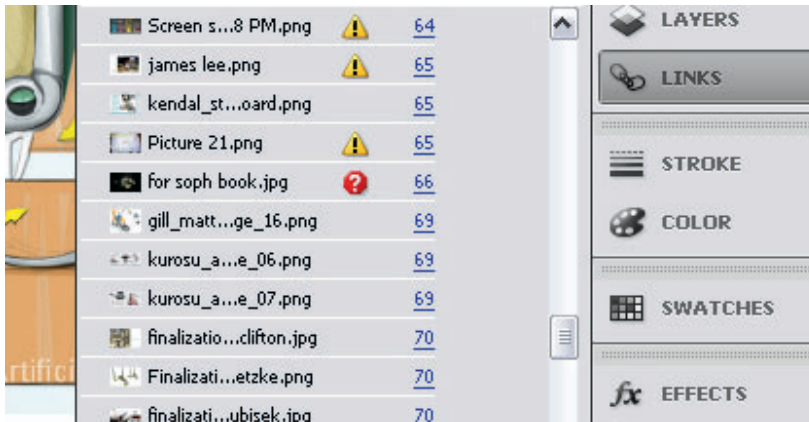 Screen s...8 PM.png 64
james lee.png 65
kendal_st...oard.png 65
Picture 21.png 65
for soph book.jpg 66
gill_matt...ge_16.png 69
kurosu_a...e_06.png 69
kurosu_a...e_07.png 69
finalizatio...clifton.jpg 70
Finalizati...etzke.png 70
finalizati...ubisek.jpg 70
rtifici
LAYERS
LINKS
STROKE
COLOR
SWATCHES
fx EFFECTS